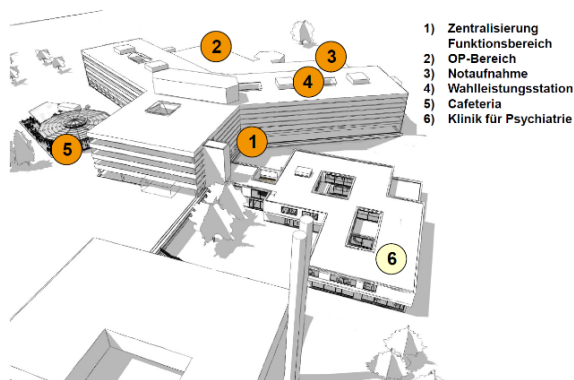 1) Zentralisierung
Funktionsbereich
2) OP-Bereich
3) Notaufnahme
4) Wahlleistungsstation
5) Cafeteria
6) Klinik für Psychiatrie
2
3
4
1
5
6